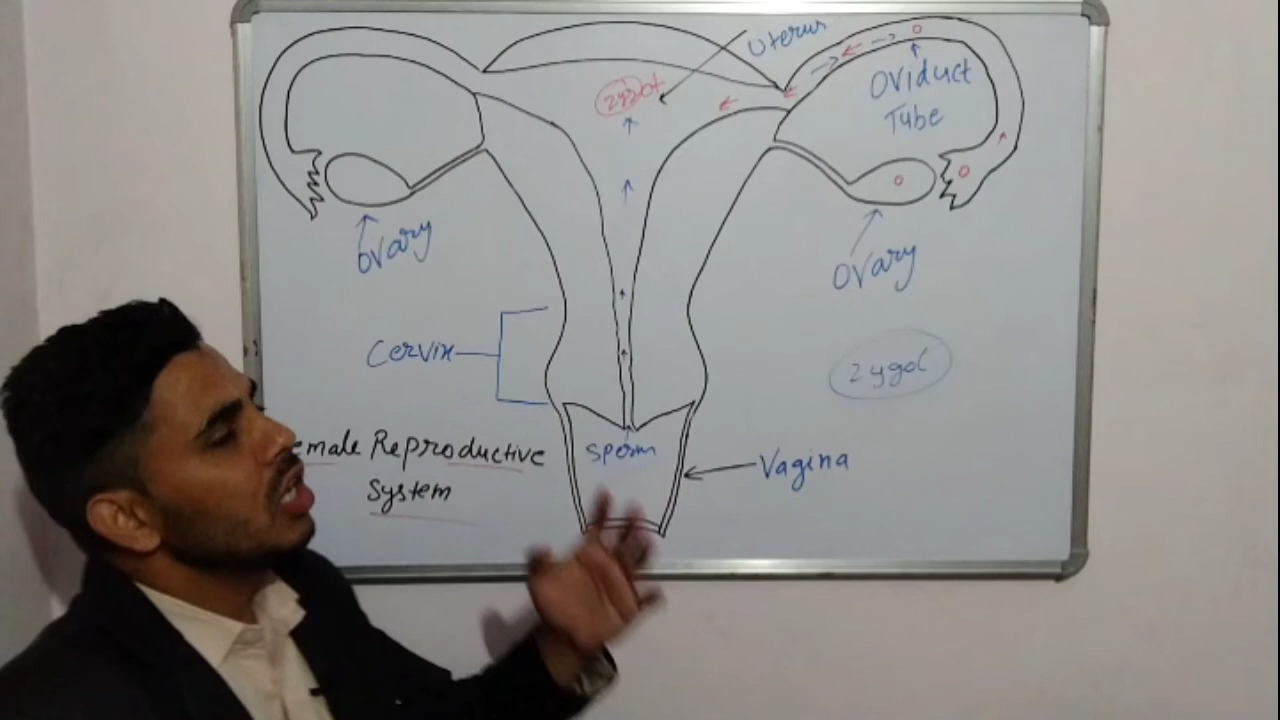 Uterus
zygot
Oviduct
Tube
Ovary
Ovary
Cervix
zygot
emale Reproductive
System
Sperm
Vagina